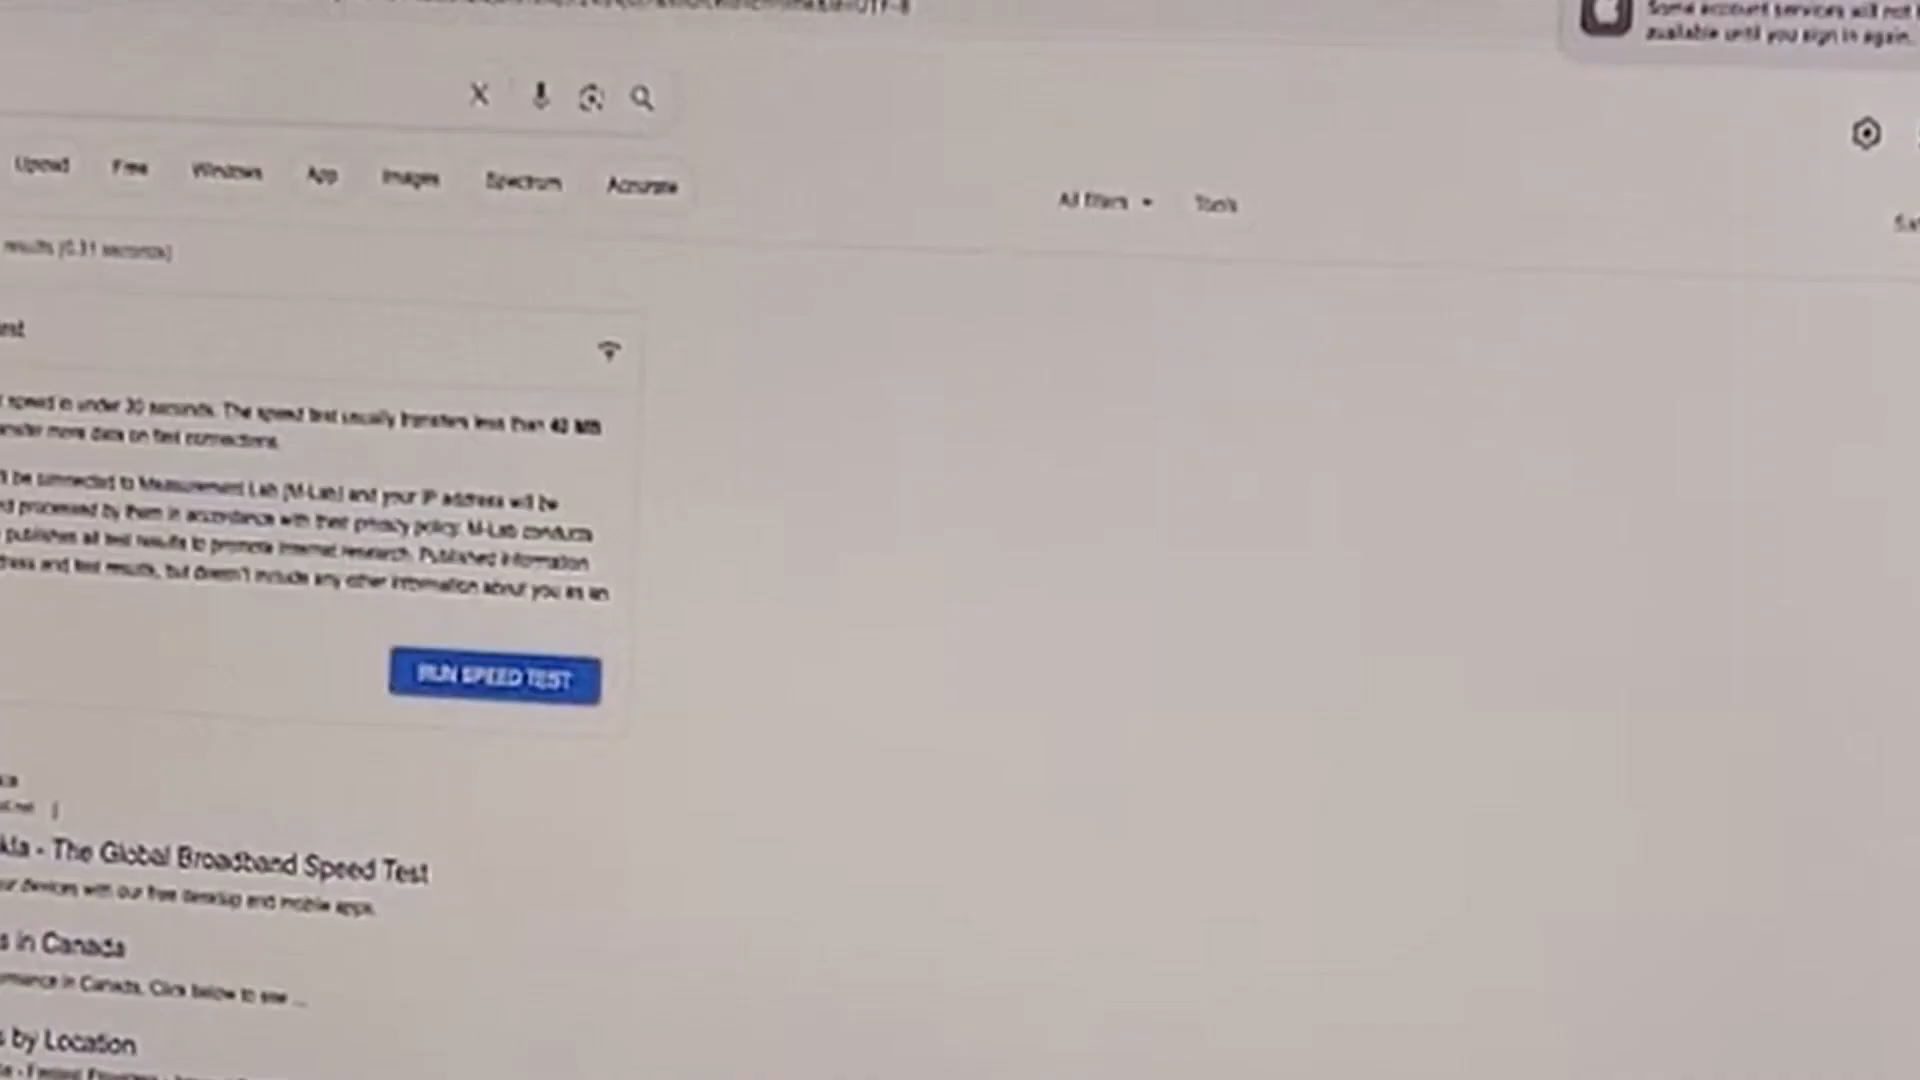 UTF-8
Some account services will not
available until you sign in again.
Upload Free Windows App Images Spectrum Accurate
All filters Tools
results (0.31 seconds)
est
speed in under 30 seconds. The speed test usually transfers less than 40 MB
more data on fast connections.
be connected to Measurement Lab (M-Lab) and your IP address will be
processed by them in accordance with their privacy policy. M-Lab conducts
publishes all test results to promote Internet research. Published information
and test results, but doesn't include any other information about you as an
RUN SPEED TEST
kla - The Global Broadband Speed Test
devices with our free desktop and mobile apps.
s in Canada
in Canada. Click below to see ...
s by Location